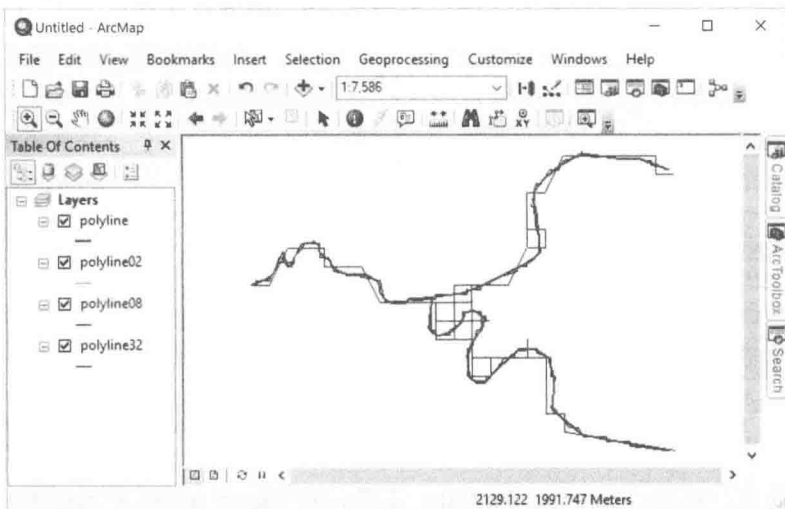 Untitled - ArcMap
File Edit View Bookmarks Insert Selection Geoprocessing Customize Windows Help
1:7,586
Table Of Contents
Layers
polyline
polyline02
polyline08
polyline32
Catalog
ArcToolbox
Search
2129.122 1991.747 Meters